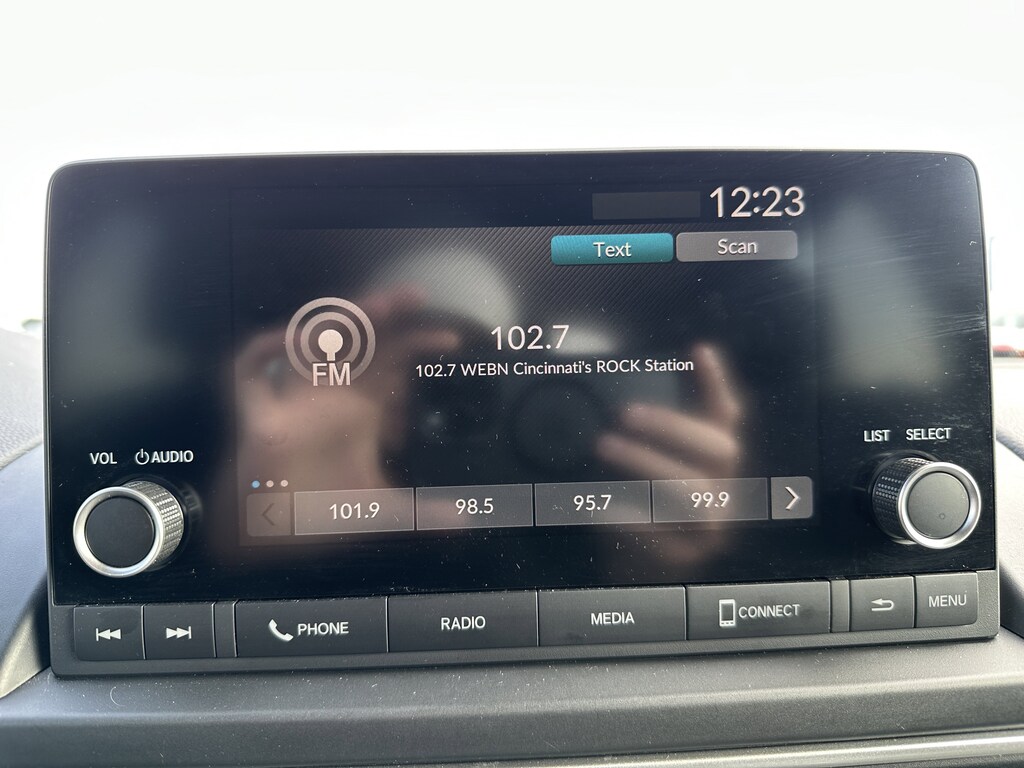 12:23
Text Scan
102.7
FM
102.7 WEBN Cincinnati's ROCK Station
LIST SELECT
VOL AUDIO
101.9 98.5 95.7 99.9
PHONE RADIO MEDIA CONNECT MENU